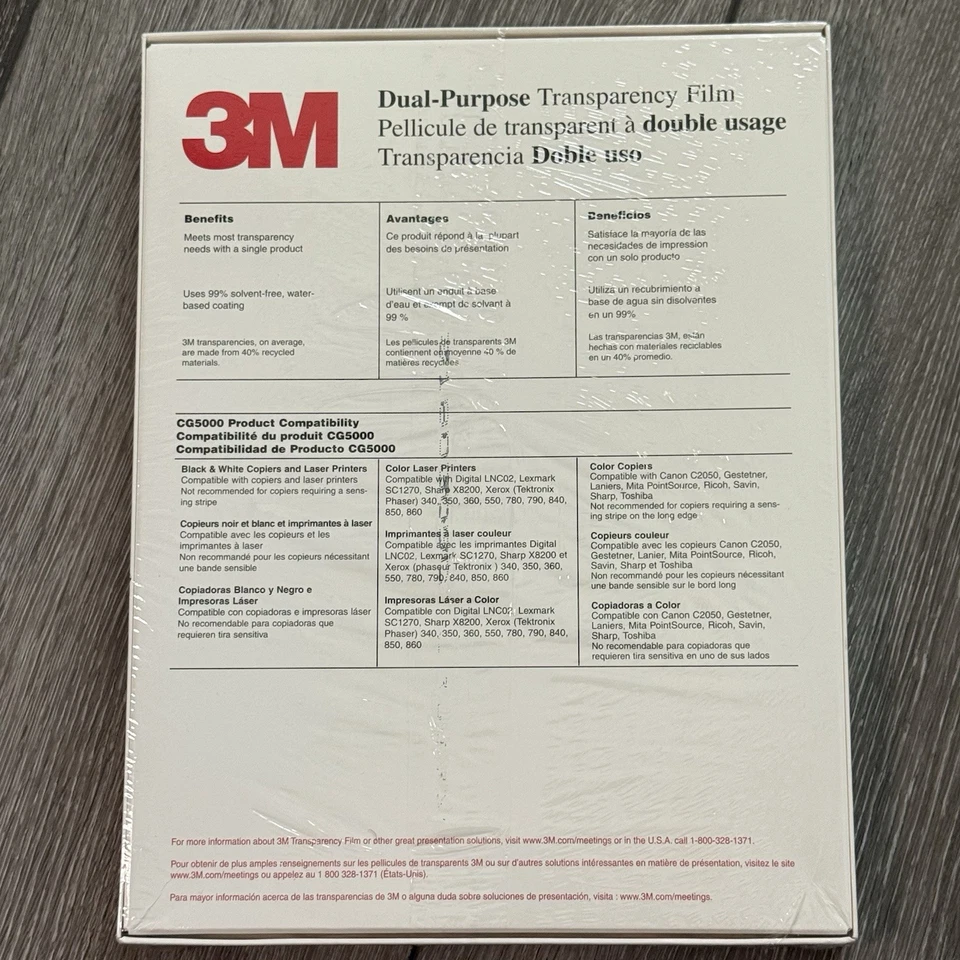 3M
Dual-Purpose Transparency Film
Pellicule de transparent à double usage
Transparencia Doble uso
Benefits
Meets most transparency
needs with a single product
Uses 99% solvent-free, water-
based coating
3M transparencies, on average,
are made from 40% recycled
materials.
Avantages
Ce produit répond à la plupart
des besoins de présentation
Utilisent un enduit à base
d'eau et exempt de solvant à
99 %
Les pellicules de transparents 3M
contiennent en moyenne 40 % de
matières recyclées
Beneficios
Satisface la mayoría de las
necesidades de impression
con un solo producto
Utiliza un recubrimiento a
base de agua sin disolventes
en un 99%
Las transparencias 3M, están
hechas con materiales reciclables
en un 40% promedio.
CG5000 Product Compatibility
Compatibilité du produit CG5000
Compatibilidad de Producto CG5000
Black & White Copiers and Laser Printers
Compatible with copiers and laser printers
Not recommended for copiers requiring a sens-
ing stripe
Copieurs noir et blanc et imprimantes à laser
Compatible avec les copieurs et les
imprimantes à laser
Non recommandé pour les copieurs nécessitant
une bande sensible
Copiadoras Blanco y Negro e
Impresoras Láser
Compatible con copiadoras e impresoras láser
No recomendable para copiadoras que
requieren tira sensitiva
Color Laser Printers
Compatible with Digital LNC02, Lexmark
SC1270, Sharp X8200, Xerox (Tektronix
Phaser) 340, 350, 360, 550, 780, 790, 840,
850, 860
Imprimantes à laser couleur
Compatible avec les imprimantes Digital
LNC02, Lexmark SC1270, Sharp X8200 et
Xerox (phaseur Tektronix ) 340, 350, 360,
550, 780, 790, 840, 850, 860
Impresoras Láser a Color
Compatible con Digital LNC02, Lexmark
SC1270, Sharp X8200, Xerox (Tektronix
Phaser) 340, 350, 360, 550, 780, 790, 840,
850, 860
Color Copiers
Compatible with Canon C2050, Gestetner,
Laniers, Mita PointSource, Ricoh, Savin,
Sharp, Toshiba
Not recommended for copiers requiring a sens-
ing stripe on the long edge
Copieurs couleur
Compatible avec les copieurs Canon C2050,
Gestetner, Lanier, Mita PointSource, Ricoh,
Savin, Sharp et Toshiba
Non recommandé pour les copieurs nécessitant
une bande sensible sur le bord long
Copiadoras a Color
Compatible con Canon C2050, Gestetner,
Laniers, Mita PointSource, Ricoh, Savin,
Sharp, Toshiba
No recomendable para copiadoras que
requieren tira sensitiva en uno de sus lados
For more information about 3M Transparency Film or other great presentation solutions, visit www.3M.com/meetings or in the U.S.A. call 1-800-328-1371.
Pour obtenir de plus amples renseignements sur les pellicules de transparents 3M ou sur d'autres solutions intéressantes en matière de présentation, visitez le site
www.3M.com/meetings ou appelez au 1 800 328-1371 (États-Unis).
Para mayor información acerca de las transparencias de 3M o alguna duda sobre soluciones de presentación, visita : www.3M.com/meetings.